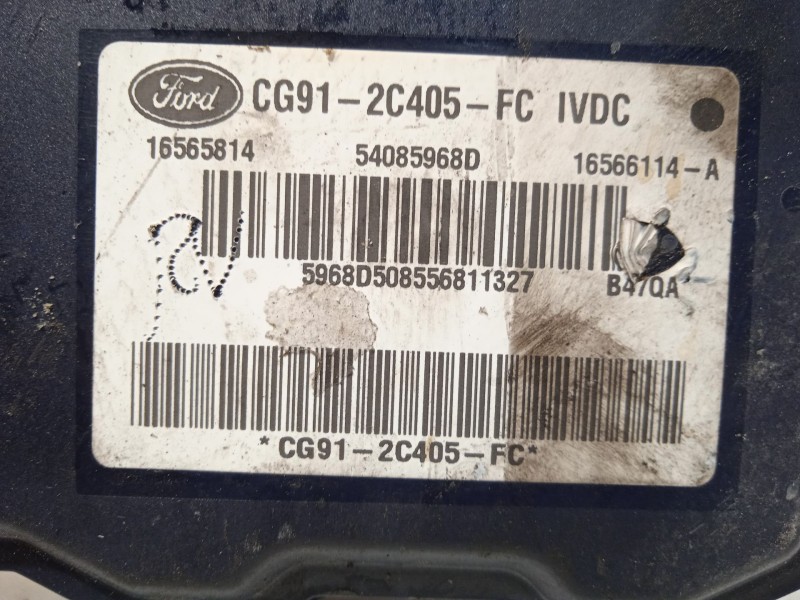 Ford CG91-2C405-FC IVDC
16565814 54085968D 16566114-A
5968D508556811327 B47QA
*CG91-2C405-FC*